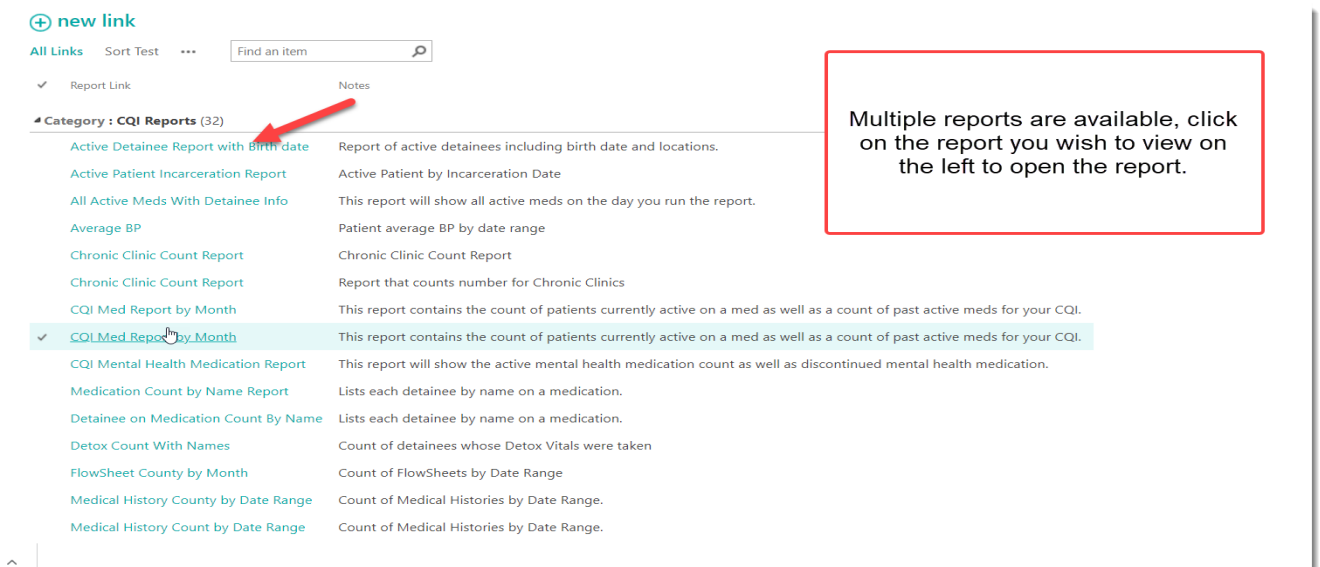 new link
All Links Sort Test ••• Find an item
Report Link Notes
Category : CQI Reports (32)
Active Detainee Report with Birth date Report of active detainees including birth date and locations.
Active Patient Incarceration Report Active Patient by Incarceration Date
All Active Meds With Detainee Info This report will show all active meds on the day you run the report.
Average BP Patient average BP by date range
Chronic Clinic Count Report Chronic Clinic Count Report
Chronic Clinic Count Report Report that counts number for Chronic Clinics
CQI Med Report by Month This report contains the count of patients currently active on a med as well as a count of past active meds for your CQI.
CQI Med Report by Month This report contains the count of patients currently active on a med as well as a count of past active meds for your CQI.
CQI Mental Health Medication Report This report will show the active mental health medication count as well as discontinued mental health medication.
Medication Count by Name Report Lists each detainee by name on a medication.
Detainee on Medication Count By Name Lists each detainee by name on a medication.
Detox Count With Names Count of detainees whose Detox Vitals were taken
FlowSheet County by Month Count of FlowSheets by Date Range
Medical History County by Date Range Count of Medical Histories by Date Range.
Medical History Count by Date Range Count of Medical Histories by Date Range.
Multiple reports are available, click
on the report you wish to view on
the left to open the report.